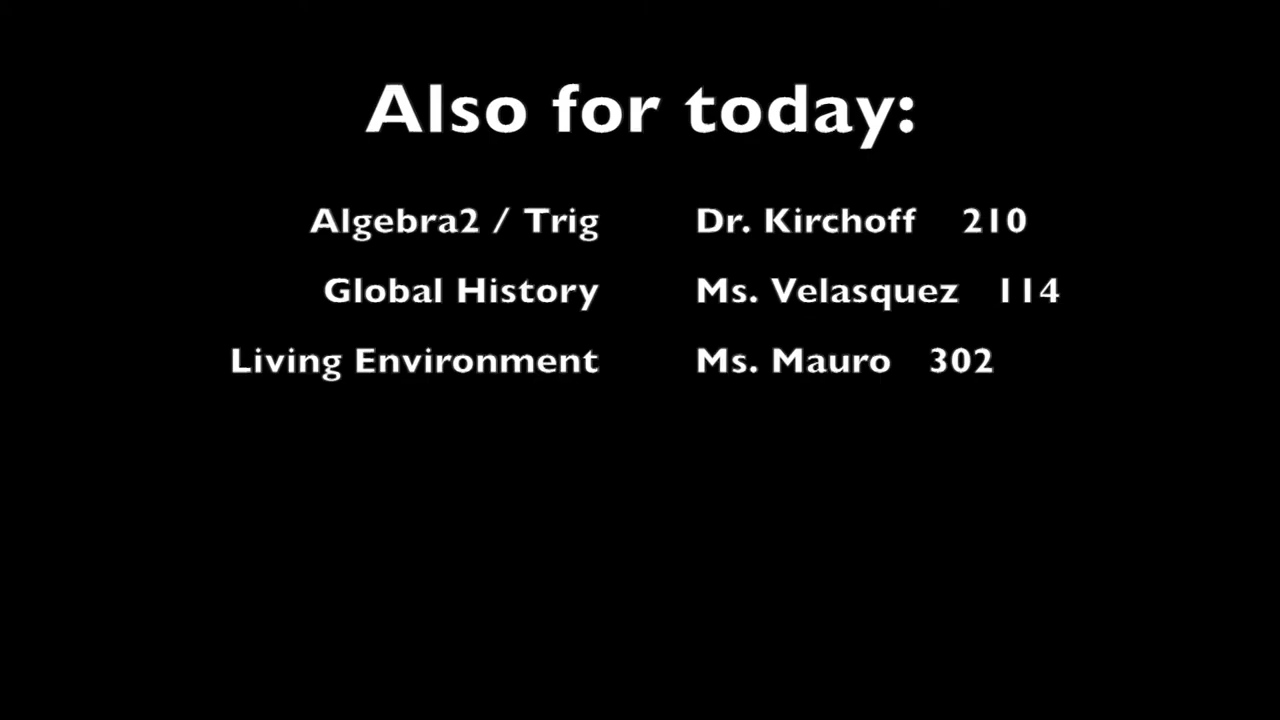 Also for today:
Algebra2 / Trig Dr. Kirchoff 210
Global History Ms. Velasquez 114
Living Environment Ms. Mauro 302